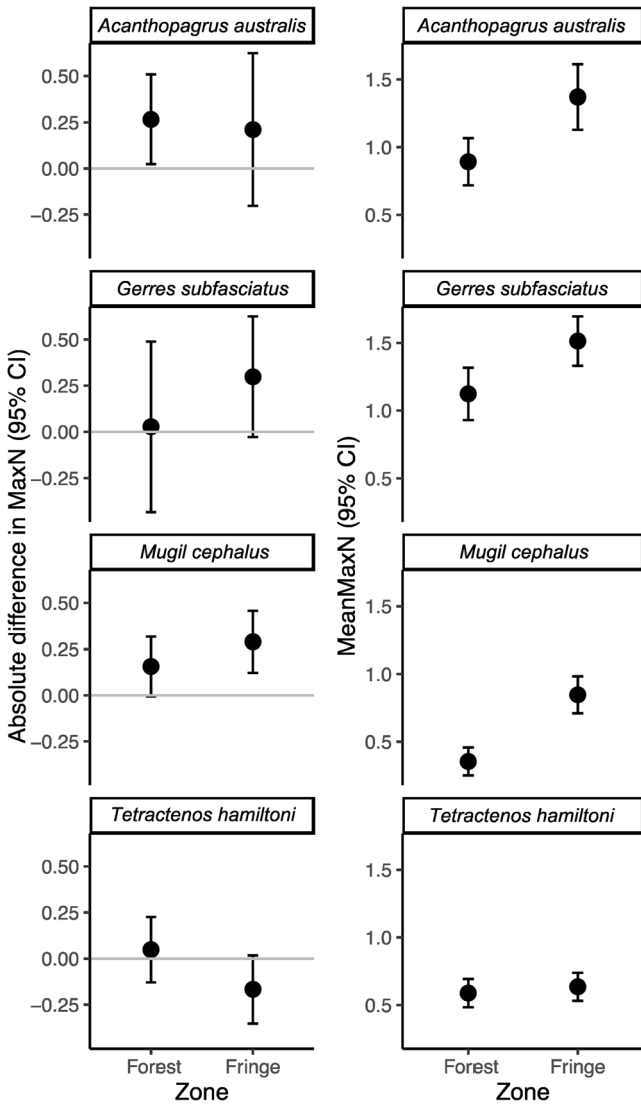 Acanthopagrus australis
0.50
0.25
0.00
−0.25
Gerres subfasciatus
0.50
0.25
0.00
−0.25
Mugil cephalus
0.50
0.25
0.00
−0.25
Tetractenos hamiltoni
0.50
0.25
0.00
−0.25
Absolute difference in MaxN (95% CI)
Forest Fringe
Zone
Acanthopagrus australis
1.5
1.0
0.5
Gerres subfasciatus
1.5
1.0
0.5
Mugil cephalus
1.5
1.0
0.5
Tetractenos hamiltoni
1.5
1.0
0.5
MeanMaxN (95% CI)
Forest Fringe
Zone